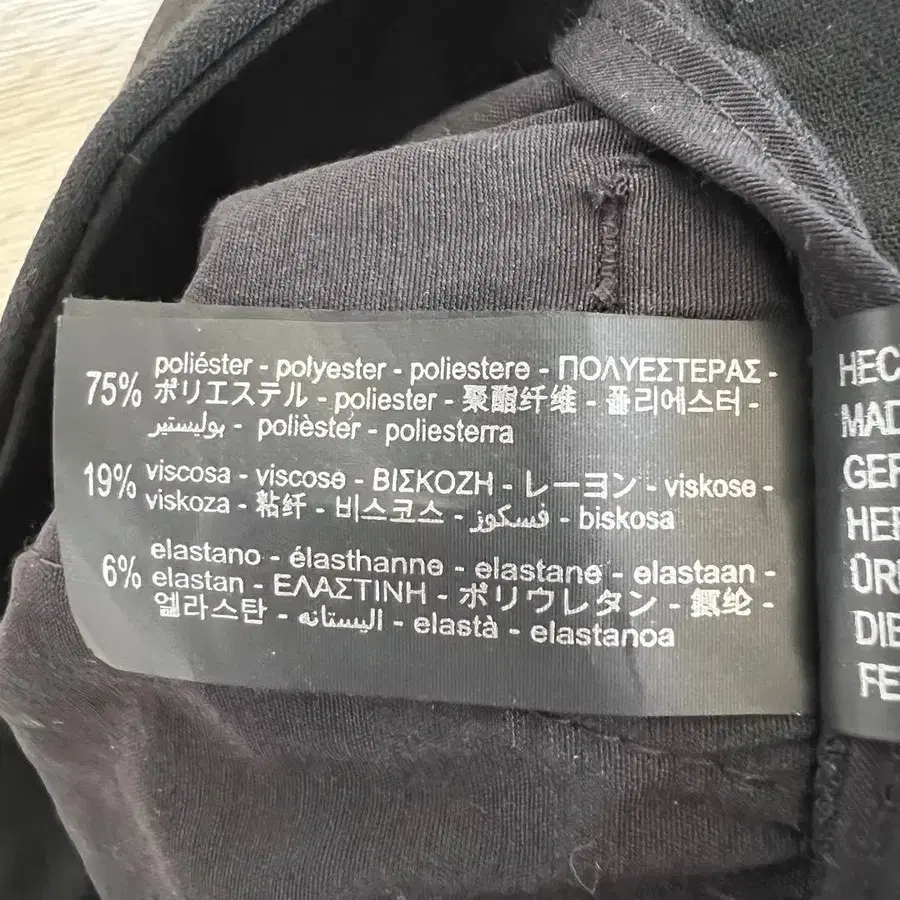 75% poliéster - polyester - poliestere - ΠΟΛΥΕΣΤΕΡΑΣ -
ポリエステル - poliester - 聚酯纤维 - 폴리에스터 -
بوليستير - polièster - poliesterra
19% viscosa - viscose - ΒΙΣΚΟΖΗ - レーヨン - viskose -
viskoza - 粘纤 - 비스코스 - فسكوز - biskosa
6% elastano - élasthanne - elastane - elastaan -
elastan - ΕΛΑΣΤΙΝΗ - ポリウレタン - 氨纶 -
엘라스탄 - اليستانه - elastà - elastanoa
HEC
MAD
GEF
HER
ÜRÜ
DIE
FE